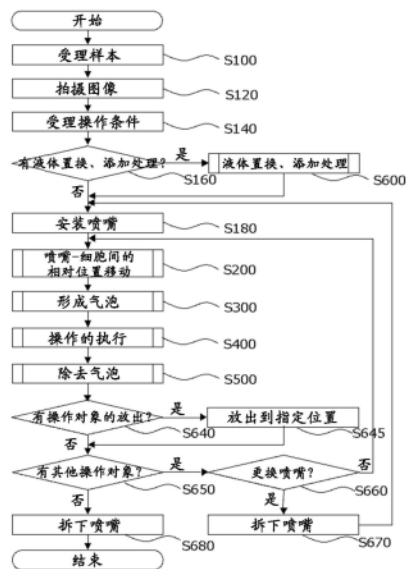 开始
受理样本
S100
拍摄图像
S120
受理操作条件
S140
有液体置换、添加处理?
是
液体置换、添加处理
S160
S600
否
安装喷嘴
S180
喷嘴-细胞间的
相对位置移动
S200
形成气泡
S300
操作的执行
S400
除去气泡
S500
有操作对象的放出?
是
放出到指定位置
S640
S645
否
有其他操作对象?
是
更换喷嘴?
否
S650
S660
否
是
拆下喷嘴
S680
拆下喷嘴
S670
结束